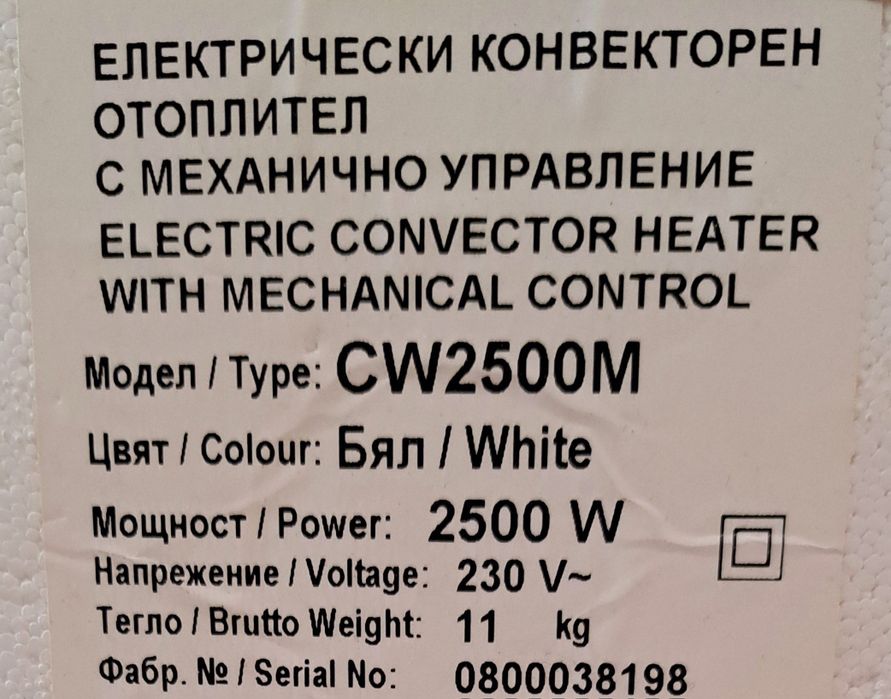 ЕЛЕКТРИЧЕСКИ КОНВЕКТОРЕН
ОТОПЛИТЕЛ
С МЕХАНИЧНО УПРАВЛЕНИЕ
ELECTRIC CONVECTOR HEATER
WITH MECHANICAL CONTROL
Модел / Type: CW2500M
Цвят / Colour: Бял / White
Мощност / Power: 2500 W
Напрежение / Voltage: 230 V~
Тегло / Brutto Weight: 11 kg
Фабр. № / Serial No: 0800038198